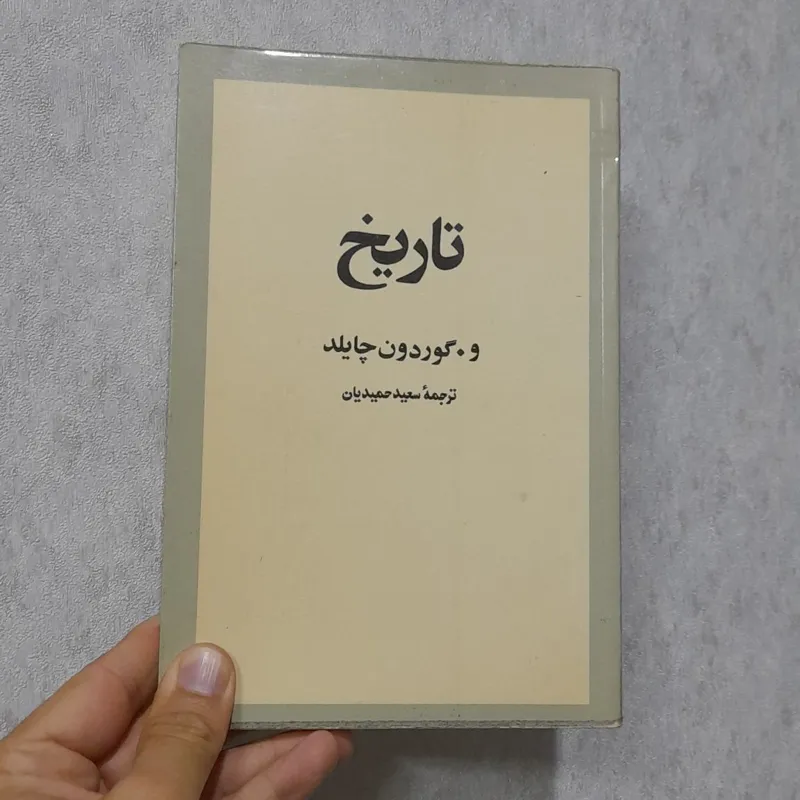 تاریخ
و. گوردون چایلد
ترجمهٔ سعید حمیدیان